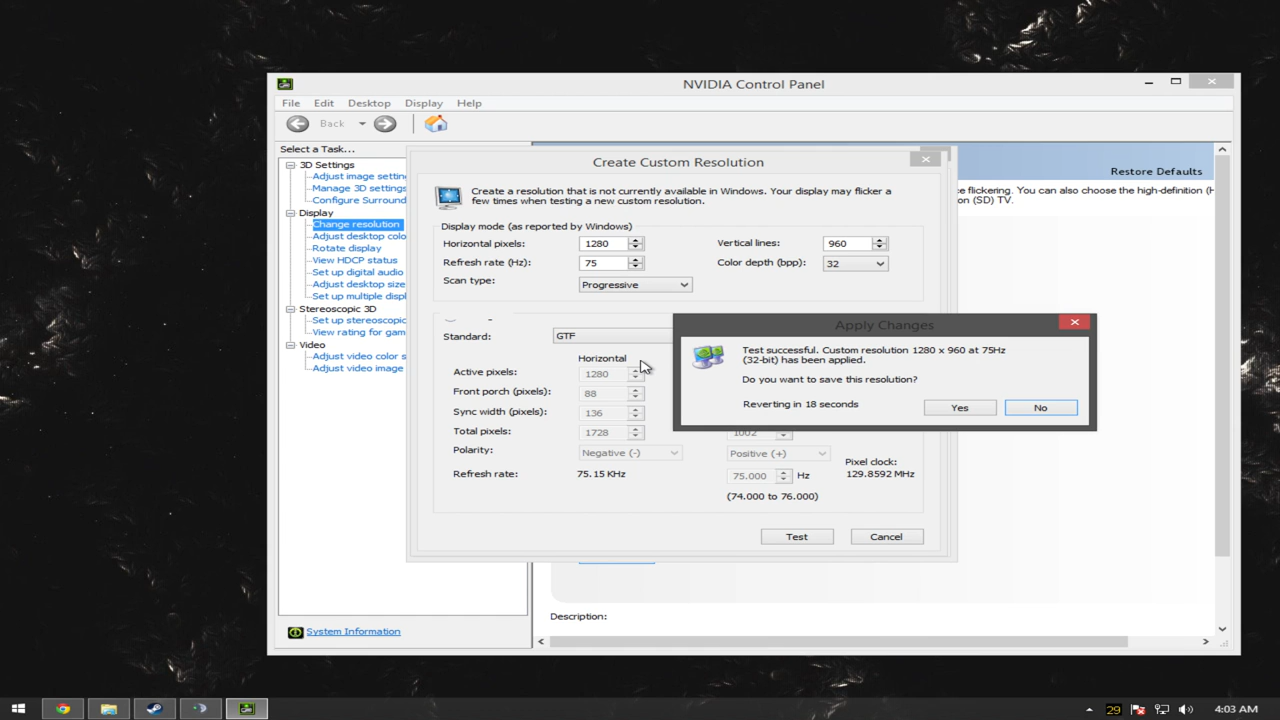 NVIDIA Control Panel
File Edit Desktop Display Help
Back
Select a Task...
3D Settings
Adjust image settin
Manage 3D settings
Configure Surround
Display
Change resolution
Adjust desktop colo
Rotate display
View HDCP status
Set up digital audio
Adjust desktop size
Set up multiple displ
Stereoscopic 3D
Set up stereoscopic
View rating for gam
Video
Adjust video color s
Adjust video image
System Information
Restore Defaults
e flickering. You can also choose the high-definition (H
ion (SD) TV.
Description:
Create Custom Resolution
Create a resolution that is not currently available in Windows. Your display may flicker a
few times when testing a new custom resolution.
Display mode (as reported by Windows)
Horizontal pixels: 1280 Vertical lines: 960
Refresh rate (Hz): 75 Color depth (bpp): 32
Scan type: Progressive
Standard: GTF
Horizontal
Active pixels: 1280
Front porch (pixels): 88
Sync width (pixels): 136
Total pixels: 1728 1002
Polarity: Negative (-) Positive (+)
Refresh rate: 75.15 KHz 75.000 Hz
Pixel clock:
129.8592 MHz
(74.000 to 76.000)
Test Cancel
Apply Changes
Test successful. Custom resolution 1280 x 960 at 75Hz
(32-bit) has been applied.
Do you want to save this resolution?
Reverting in 18 seconds
Yes No
29
4:03 AM